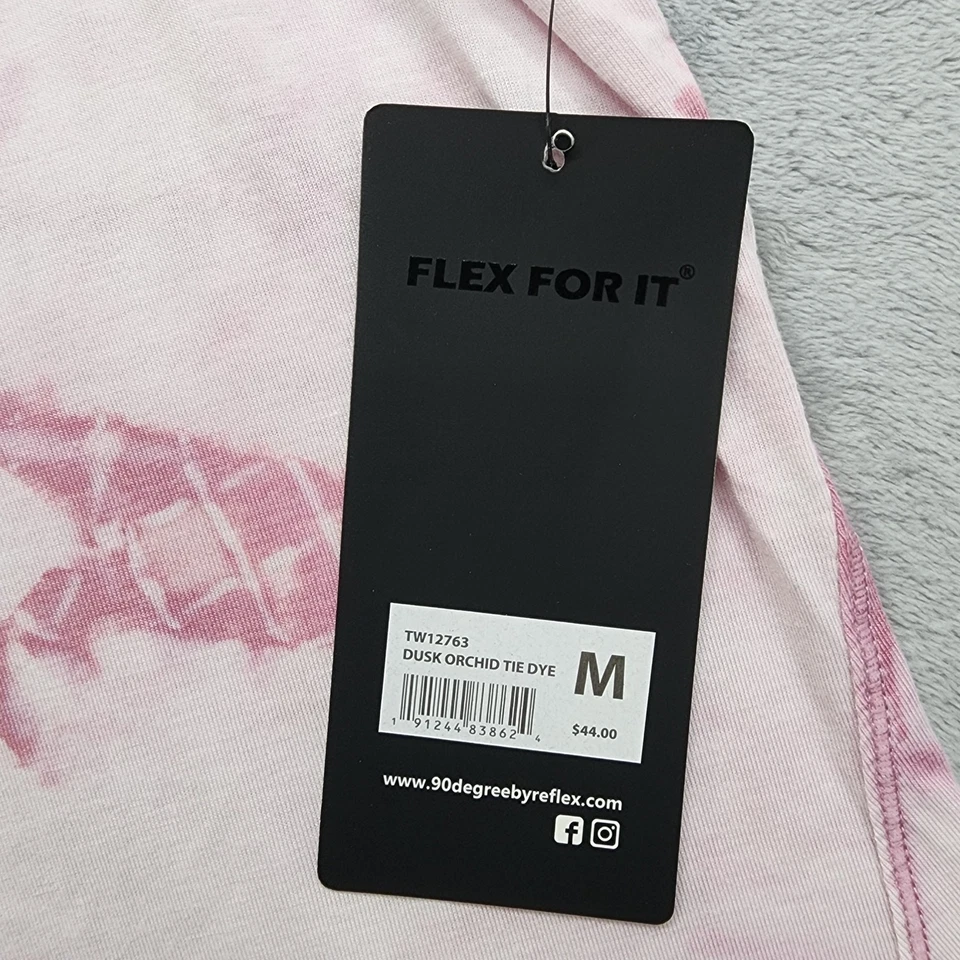 FLEX FOR IT®
TW12763
DUSK ORCHID TIE DYE
M
1 91244 83862 4
$44.00
www.90degreebyreflex.com